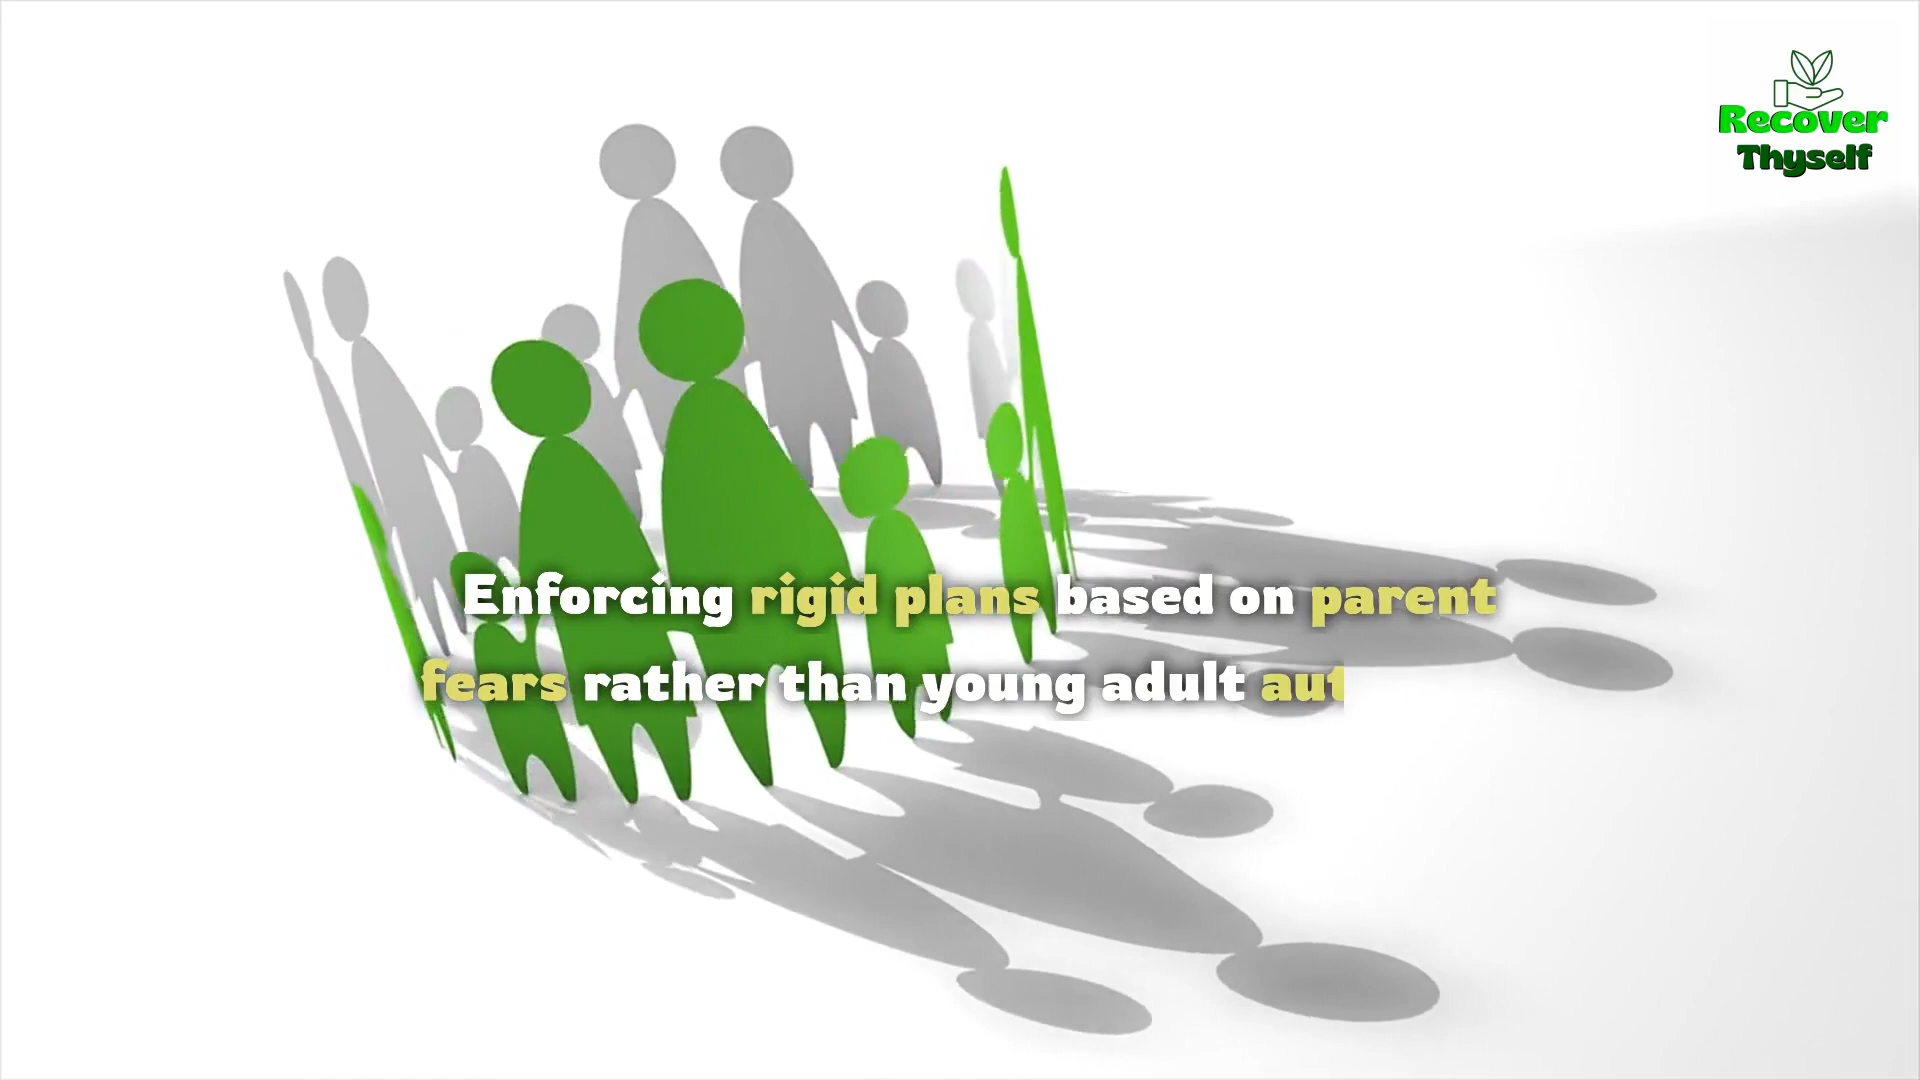 Recover
Thyself
Enforcing rigid plans based on parent
fears rather than young adult aut